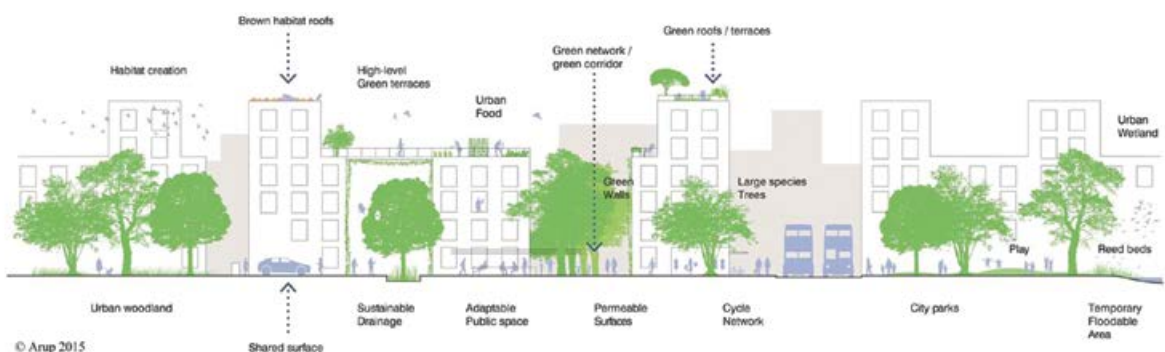 Brown habitat roofs
Green roofs / terraces
Green network /
green corridor
Habitat creation
High-level
Green terraces
Urban
Food
Urban
Wetland
Green
Walls
Large species
Trees
Play
Reed beds
Urban woodland
Sustainable
Drainage
Adaptable
Public space
Permeable
Surfaces
Cycle
Network
City parks
Temporary
Floodable
Area
© Arup 2015
Shared surface